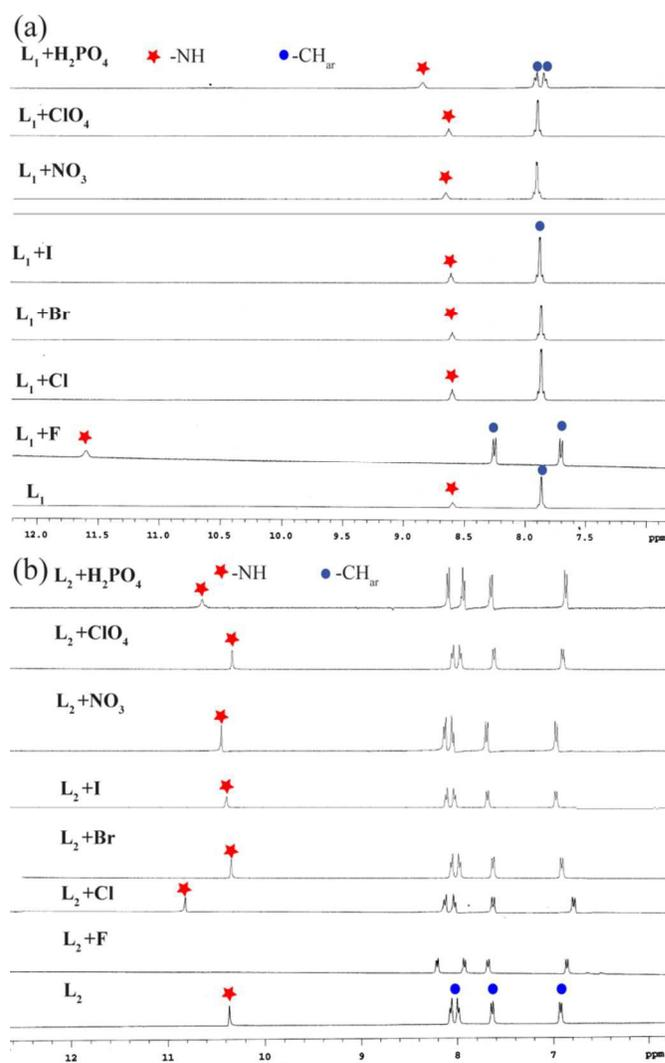 (a)
L1+H2PO4 -NH -CHar
L1+ClO4
L1+NO3
L1+I
L1+Br
L1+Cl
L1+F
L1
12.0 11.5 11.0 10.5 10.0 9.5 9.0 8.5 8.0 7.5 ppm
(b) L2+H2PO4 -NH -CHar
L2+ClO4
L2+NO3
L2+I
L2+Br
L2+Cl
L2+F
L2
12 11 10 9 8 7 ppm